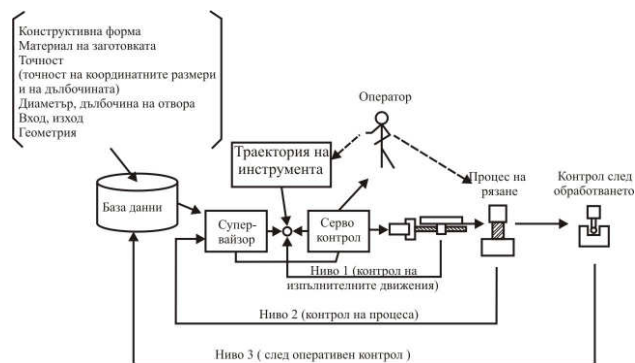 Конструктивна форма
Материал на заготовката
Точност
(точност на координатните размери
и на дълбочината)
Диаметър, дълбочина на отвора
Вход, изход
Геометрия
Оператор
Траектория на
инструмента
Процес на
рязане
Контрол след
обработването
База данни
Супер-
вайзор
Серво
контрол
Ниво 1 (контрол на
изпълнителните движения)
Ниво 2 (контрол на процеса)
Ниво 3 ( след оперативен контрол )